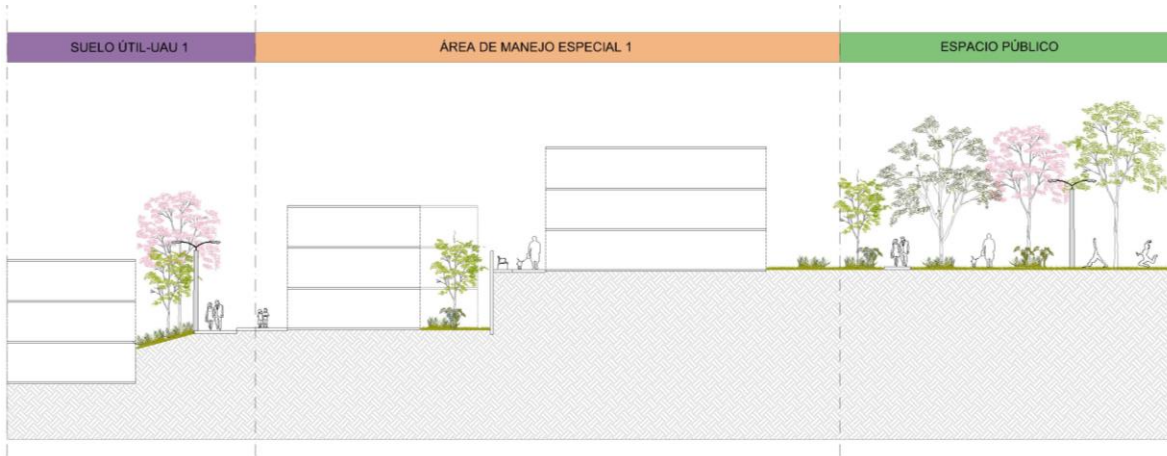 SUELO ÚTIL-UAU 1
ÁREA DE MANEJO ESPECIAL 1
ESPACIO PÚBLICO